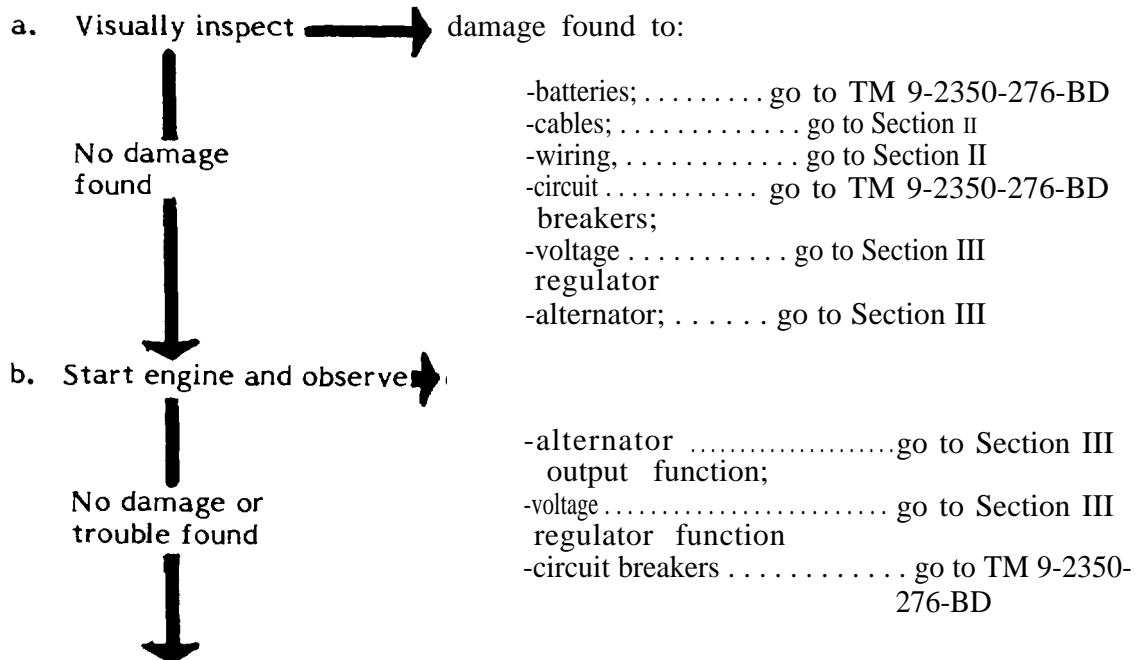 a. Visually inspect damage found to:
-batteries; . . . . . . . . . go to TM 9-2350-276-BD
-cables; . . . . . . . . . . . . . go to Section II
No damage
found
-wiring, . . . . . . . . . . . . go to Section II
-circuit . . . . . . . . . . . . go to TM 9-2350-276-BD
breakers;
-voltage . . . . . . . . . . . go to Section III
regulator
-alternator; . . . . . . go to Section III
b. Start engine and observe
-alternator . . . . . . . . . . . . . . . . . . . . . go to Section III
output function;
No damage or
trouble found
-voltage . . . . . . . . . . . . . . . . . . . . . . . . . go to Section III
regulator function
-circuit breakers . . . . . . . . . . . . . go to TM 9-2350-
276-BD